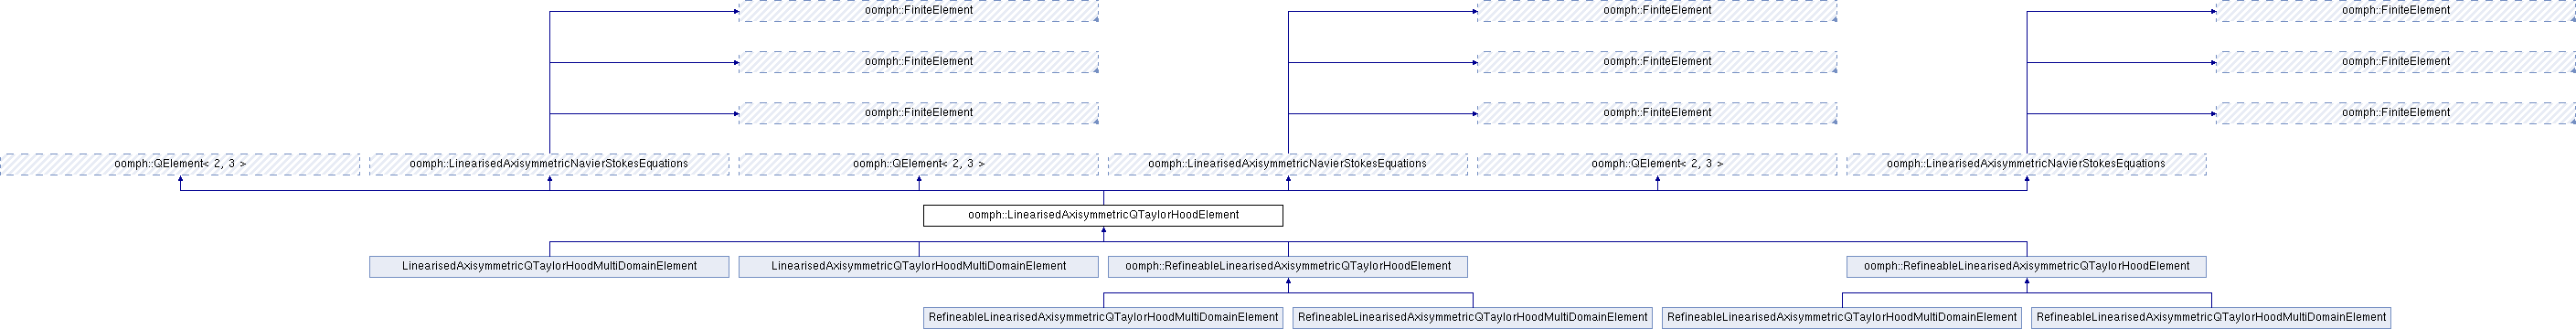 oomph::FiniteElement
oomph::FiniteElement
oomph::FiniteElement
oomph::FiniteElement
oomph::FiniteElement
oomph::FiniteElement
oomph::FiniteElement
oomph::FiniteElement
oomph::FiniteElement
oomph::QElement< 2, 3 >
oomph::LinearisedAxisymmetricNavierStokesEquations
oomph::QElement< 2, 3 >
oomph::LinearisedAxisymmetricNavierStokesEquations
oomph::QElement< 2, 3 >
oomph::LinearisedAxisymmetricNavierStokesEquations
oomph::LinearisedAxisymmetricQTaylorHoodElement
LinearisedAxisymmetricQTaylorHoodMultiDomainElement
LinearisedAxisymmetricQTaylorHoodMultiDomainElement
oomph::RefineableLinearisedAxisymmetricQTaylorHoodElement
oomph::RefineableLinearisedAxisymmetricQTaylorHoodElement
RefineableLinearisedAxisymmetricQTaylorHoodMultiDomainElement
RefineableLinearisedAxisymmetricQTaylorHoodMultiDomainElement
RefineableLinearisedAxisymmetricQTaylorHoodMultiDomainElement
RefineableLinearisedAxisymmetricQTaylorHoodMultiDomainElement